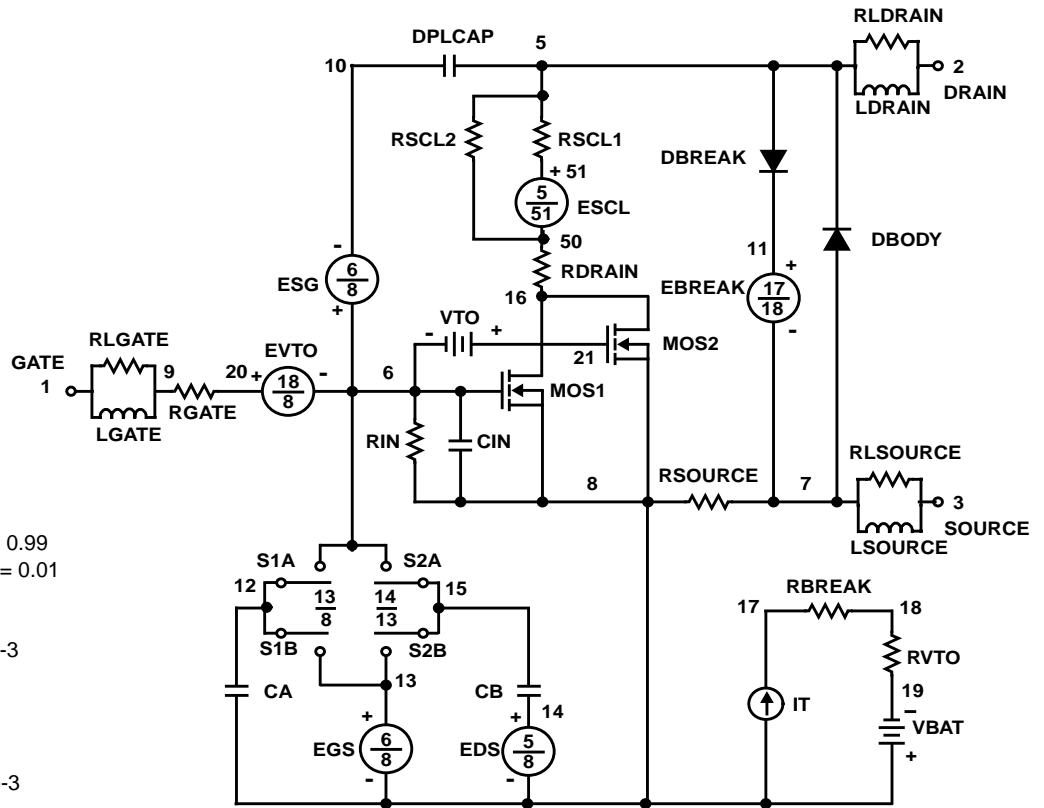 RLDRAIN
DPLCAP
5
10
2
DRAIN
LDRAIN
RSCL2
RSCL1
DBREAK
+ 51
5
51
ESCL
50
DBODY
-
6
8
ESG
+
RDRAIN
11
16
EBREAK
+
17
18
-
VTO
-
+
MOS2
21
RLGATE
GATE
1
9
20
EVTO
+
18
8
-
6
MOS1
RGATE
LGATE
RIN
CIN
RLSOURCE
8
RSOURCE
7
3
SOURCE
LSOURCE
0.99
= 0.01
S1A
S2A
12
13
8
14
13
15
RBREAK
17
18
-3
S1B
S2B
RVTO
13
19
CA
CB
-
IT
VBAT
+
14
+
+
EGS
6
8
EDS
5
8
-3
-
-